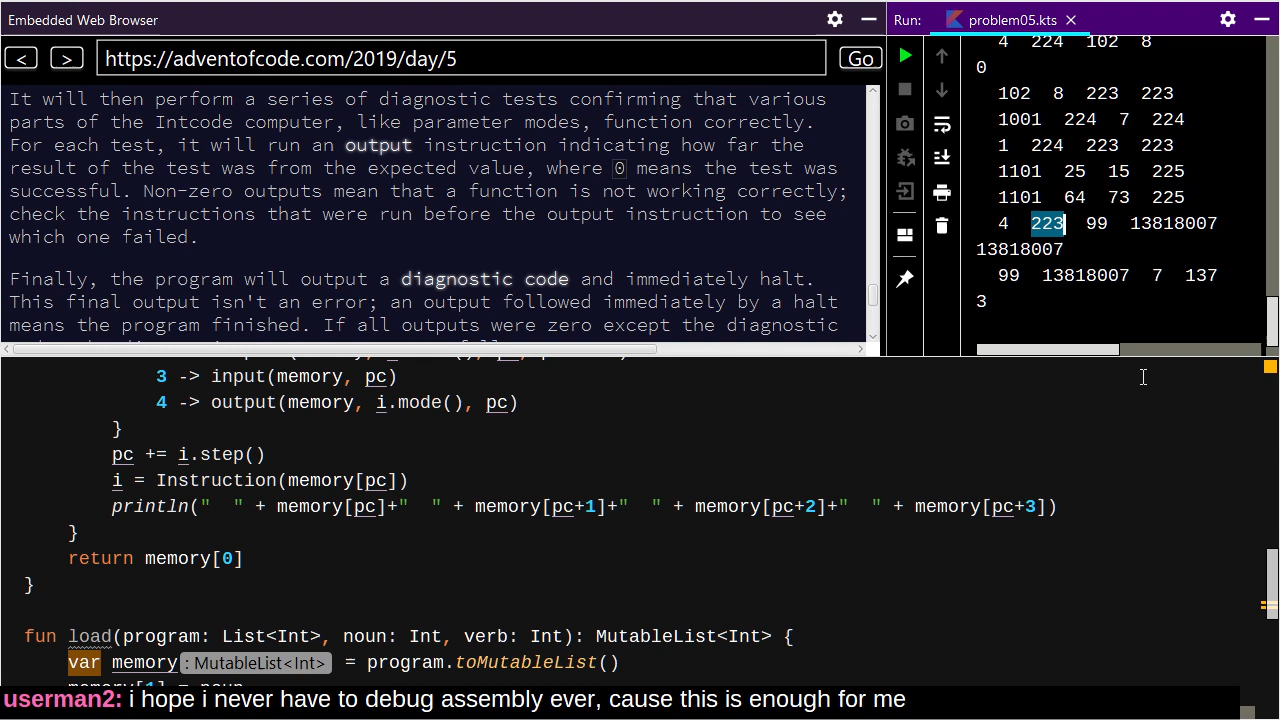 Embedded Web Browser
< > https://adventofcode.com/2019/day/5 Go
It will then perform a series of diagnostic tests confirming that various
parts of the Intcode computer, like parameter modes, function correctly.
For each test, it will run an output instruction indicating how far the
result of the test was from the expected value, where 0 means the test was
successful. Non-zero outputs mean that a function is not working correctly;
check the instructions that were run before the output instruction to see
which one failed.
Finally, the program will output a diagnostic code and immediately halt.
This final output isn't an error; an output followed immediately by a halt
means the program finished. If all outputs were zero except the diagnostic
Run: problem05.kts
4 224 102 8
0
102 8 223 223
1001 224 7 224
1 224 223 223
1101 25 15 225
1101 64 73 225
4 223 99 13818007
13818007
99 13818007 7 137
3
3 -> input(memory, pc)
4 -> output(memory, i.mode(), pc)
}
pc += i.step()
i = Instruction(memory[pc])
println("  " + memory[pc]+"  " + memory[pc+1]+"  " + memory[pc+2]+"  " + memory[pc+3])
}
return memory[0]
}
fun load(program: List<Int>, noun: Int, verb: Int): MutableList<Int> {
var memory : MutableList<Int> = program.toMutableList()
userman2: i hope i never have to debug assembly ever, cause this is enough for me